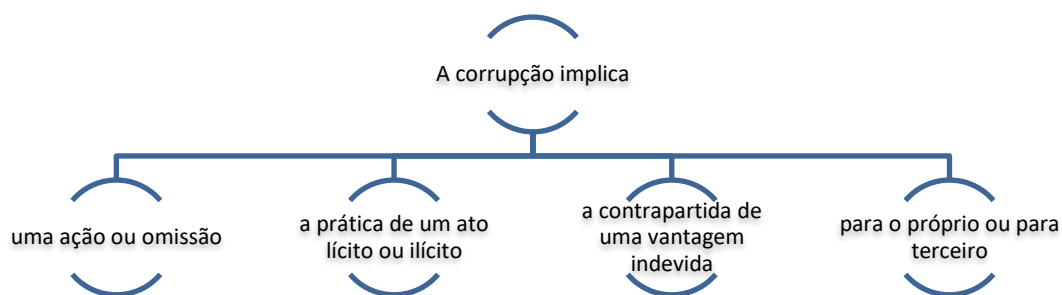 A corrupção implica
uma ação ou omissão
a prática de um ato
lícito ou ilícito
a contrapartida de
uma vantagem
indevida
para o próprio ou para
terceiro